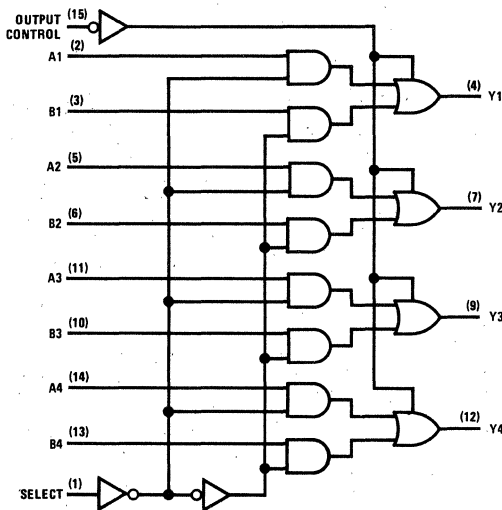 OUTPUT (15)
CONTROL
(2)
A1
(4)
Y1
(3)
B1
(5)
A2
(7)
Y2
(6)
B2
(11)
A3
(9)
Y3
(10)
B3
(14)
A4
(12)
Y4
(13)
B4
SELECT (1)